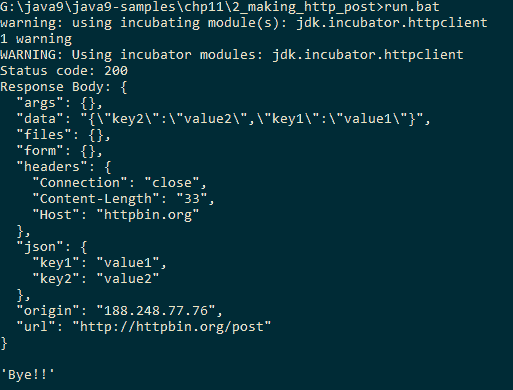 G:\java9\java9-samples\chp11\2_making_http_post>run.bat
warning: using incubating module(s): jdk.incubator.httpclient
1 warning
WARNING: Using incubator modules: jdk.incubator.httpclient
Status code: 200
Response Body: {
  "args": {},
  "data": "{\"key2\":\"value2\",\"key1\":\"value1\"}",
  "files": {},
  "form": {},
  "headers": {
    "Connection": "close",
    "Content-Length": "33",
    "Host": "httpbin.org"
  },
  "json": {
    "key1": "value1",
    "key2": "value2"
  },
  "origin": "188.248.77.76",
  "url": "http://httpbin.org/post"
}
'Bye!!'